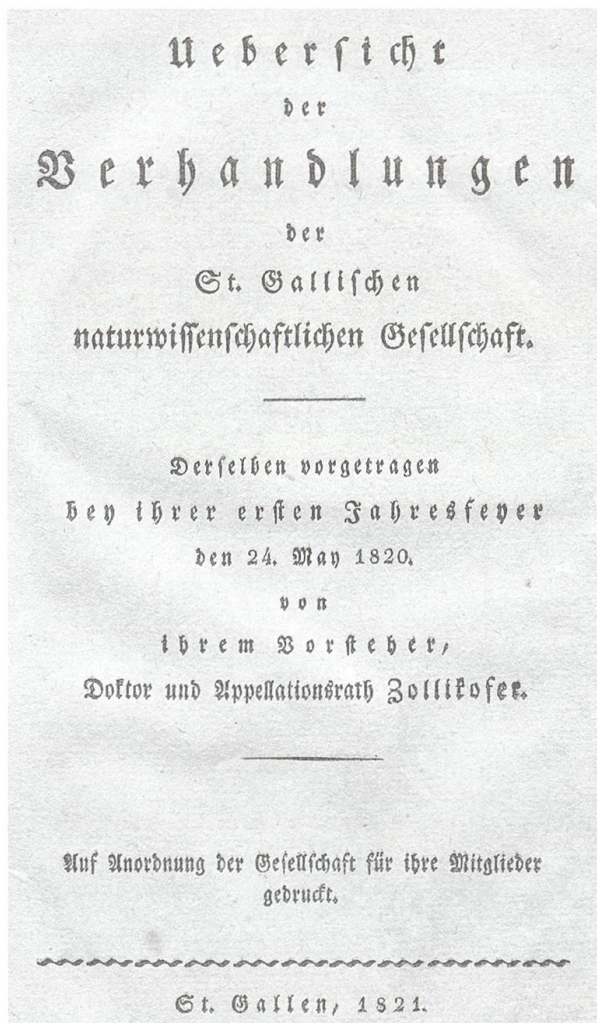 Uebersicht
der
Verhandlungen
der
St. Gallischen
naturwissenschaftlichen Gesellschaft.
Derselben vorgetragen
bey ihrer ersten Jahresfeyer
den 24. May 1820.
von
ihrem Vorsteher,
Doktor und Appellationsrath Zollikofer.
Auf Anordnung der Gesellschaft für ihre Mitglieder
gedruckt.
St. Gallen, 1821.